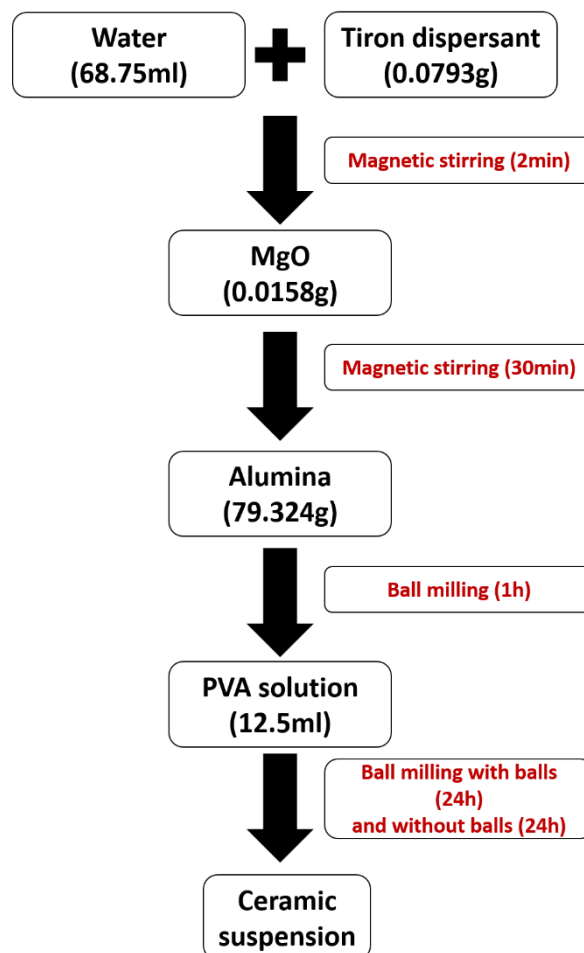 Water
(68.75ml)
Tiron dispersant
(0.0793g)
Magnetic stirring (2min)
MgO
(0.0158g)
Magnetic stirring (30min)
Alumina
(79.324g)
Ball milling (1h)
PVA solution
(12.5ml)
Ball milling with balls
(24h)
and without balls (24h)
Ceramic
suspension